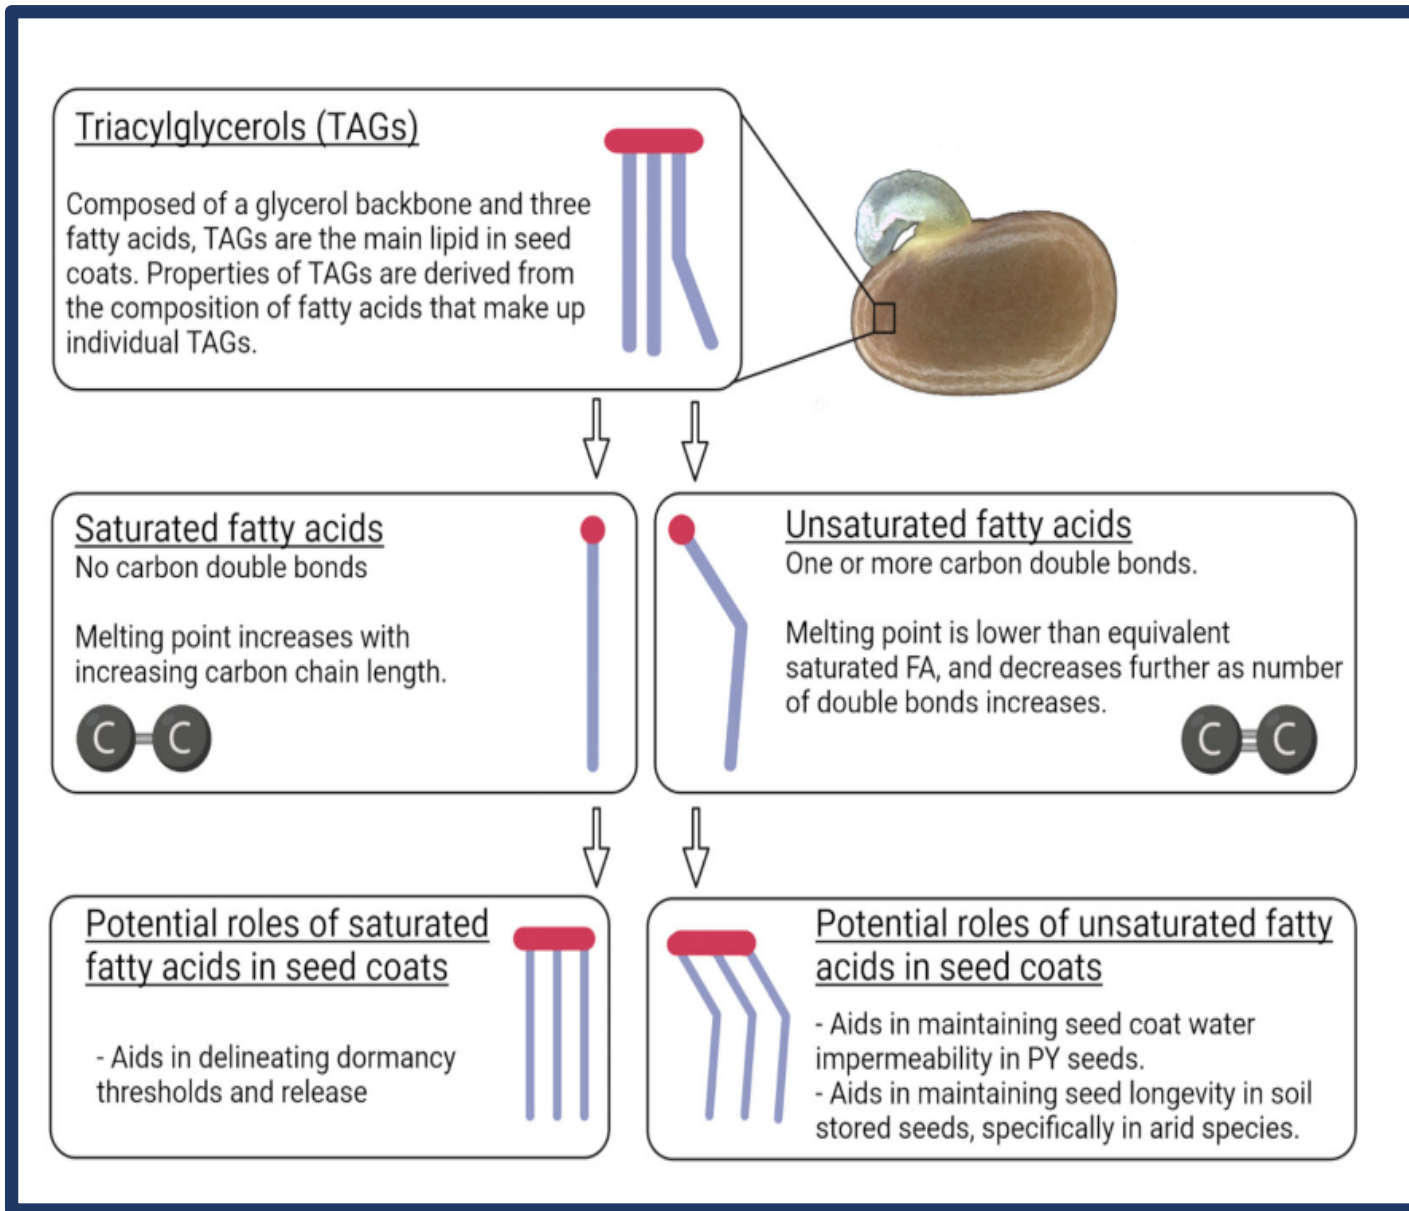 Triacylglycerols (TAGs)
Composed of a glycerol backbone and three
fatty acids, TAGs are the main lipid in seed
coats. Properties of TAGs are derived from
the composition of fatty acids that make up
individual TAGs.
Saturated fatty acids
No carbon double bonds
Melting point increases with
increasing carbon chain length.
C C
Unsaturated fatty acids
One or more carbon double bonds.
Melting point is lower than equivalent
saturated FA, and decreases further as number
of double bonds increases.
C C
Potential roles of saturated
fatty acids in seed coats
- Aids in delineating dormancy
thresholds and release
Potential roles of unsaturated fatty
acids in seed coats
- Aids in maintaining seed coat water
impermeability in PY seeds.
- Aids in maintaining seed longevity in soil
stored seeds, specifically in arid species.